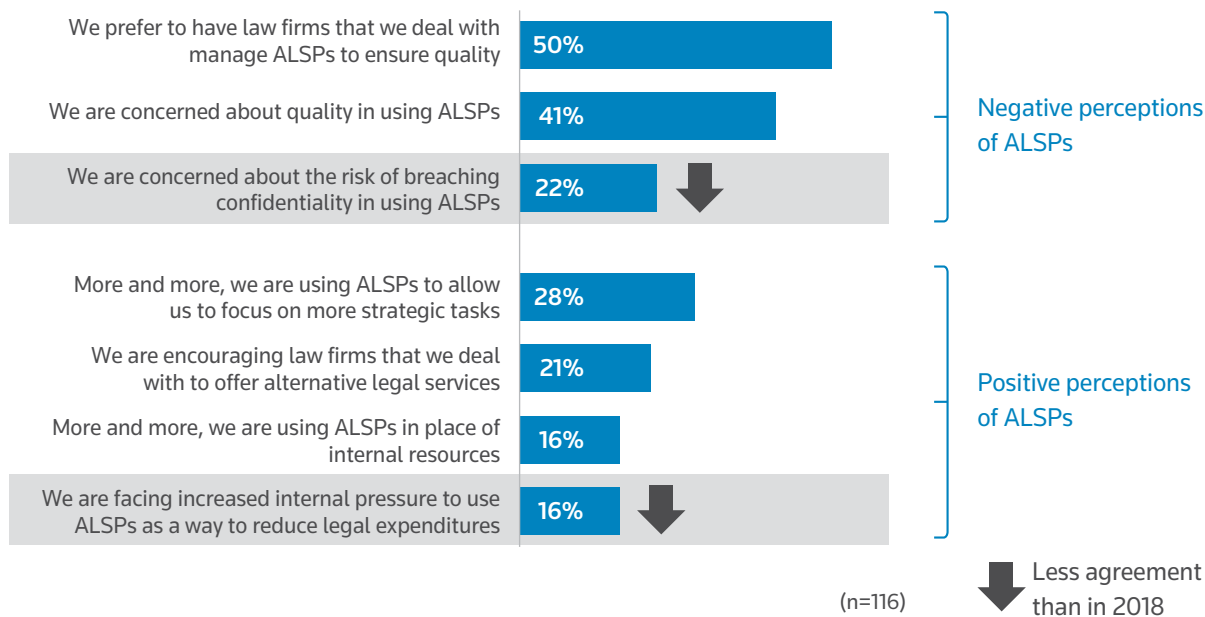 We prefer to have law firms that we deal with
manage ALSPs to ensure quality
50%
We are concerned about quality in using ALSPs
41%
We are concerned about the risk of breaching
confidentiality in using ALSPs
22%
Negative perceptions
of ALSPs
More and more, we are using ALSPs to allow
us to focus on more strategic tasks
28%
We are encouraging law firms that we deal
with to offer alternative legal services
21%
More and more, we are using ALSPs in place of
internal resources
16%
We are facing increased internal pressure to use
ALSPs as a way to reduce legal expenditures
16%
Positive perceptions
of ALSPs
(n=116)
Less agreement
than in 2018